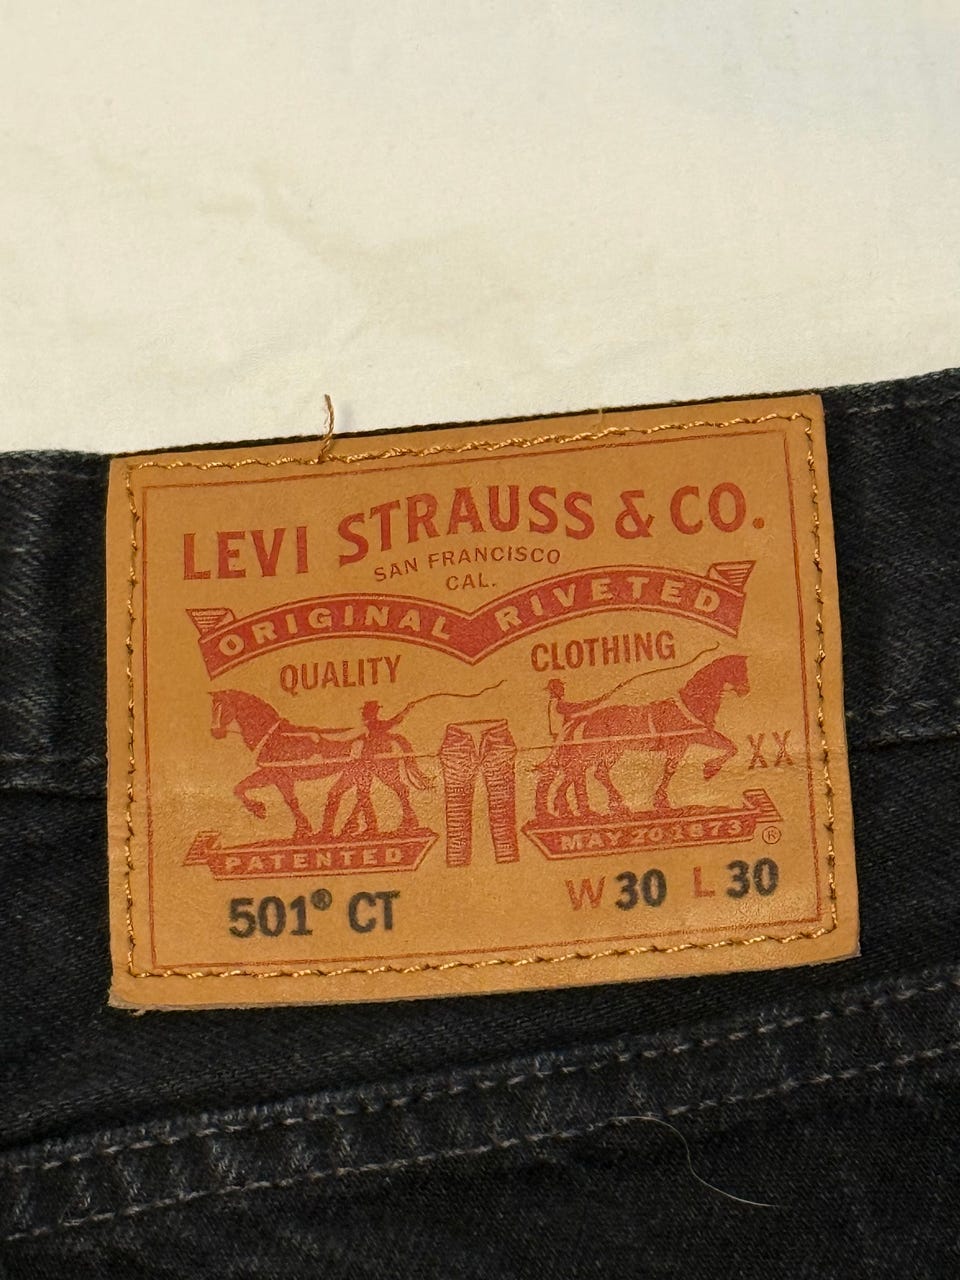 LEVI STRAUSS & CO.
SAN FRANCISCO
CAL.
ORIGINAL RIVETED
QUALITY CLOTHING
XX
PATENTED MAY 20 1873 ®
501® CT W 30 L 30